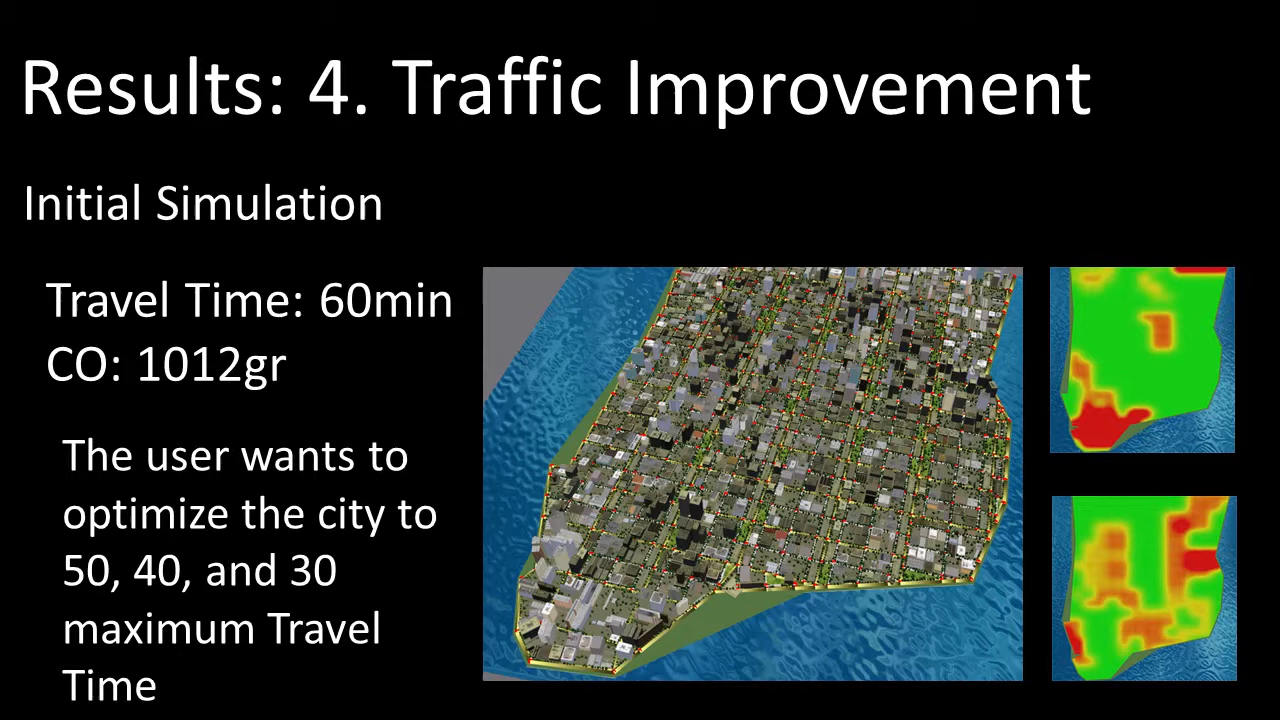 Results: 4. Traffic Improvement
Initial Simulation
Travel Time: 60min
CO: 1012gr
The user wants to
optimize the city to
50, 40, and 30
maximum Travel
Time